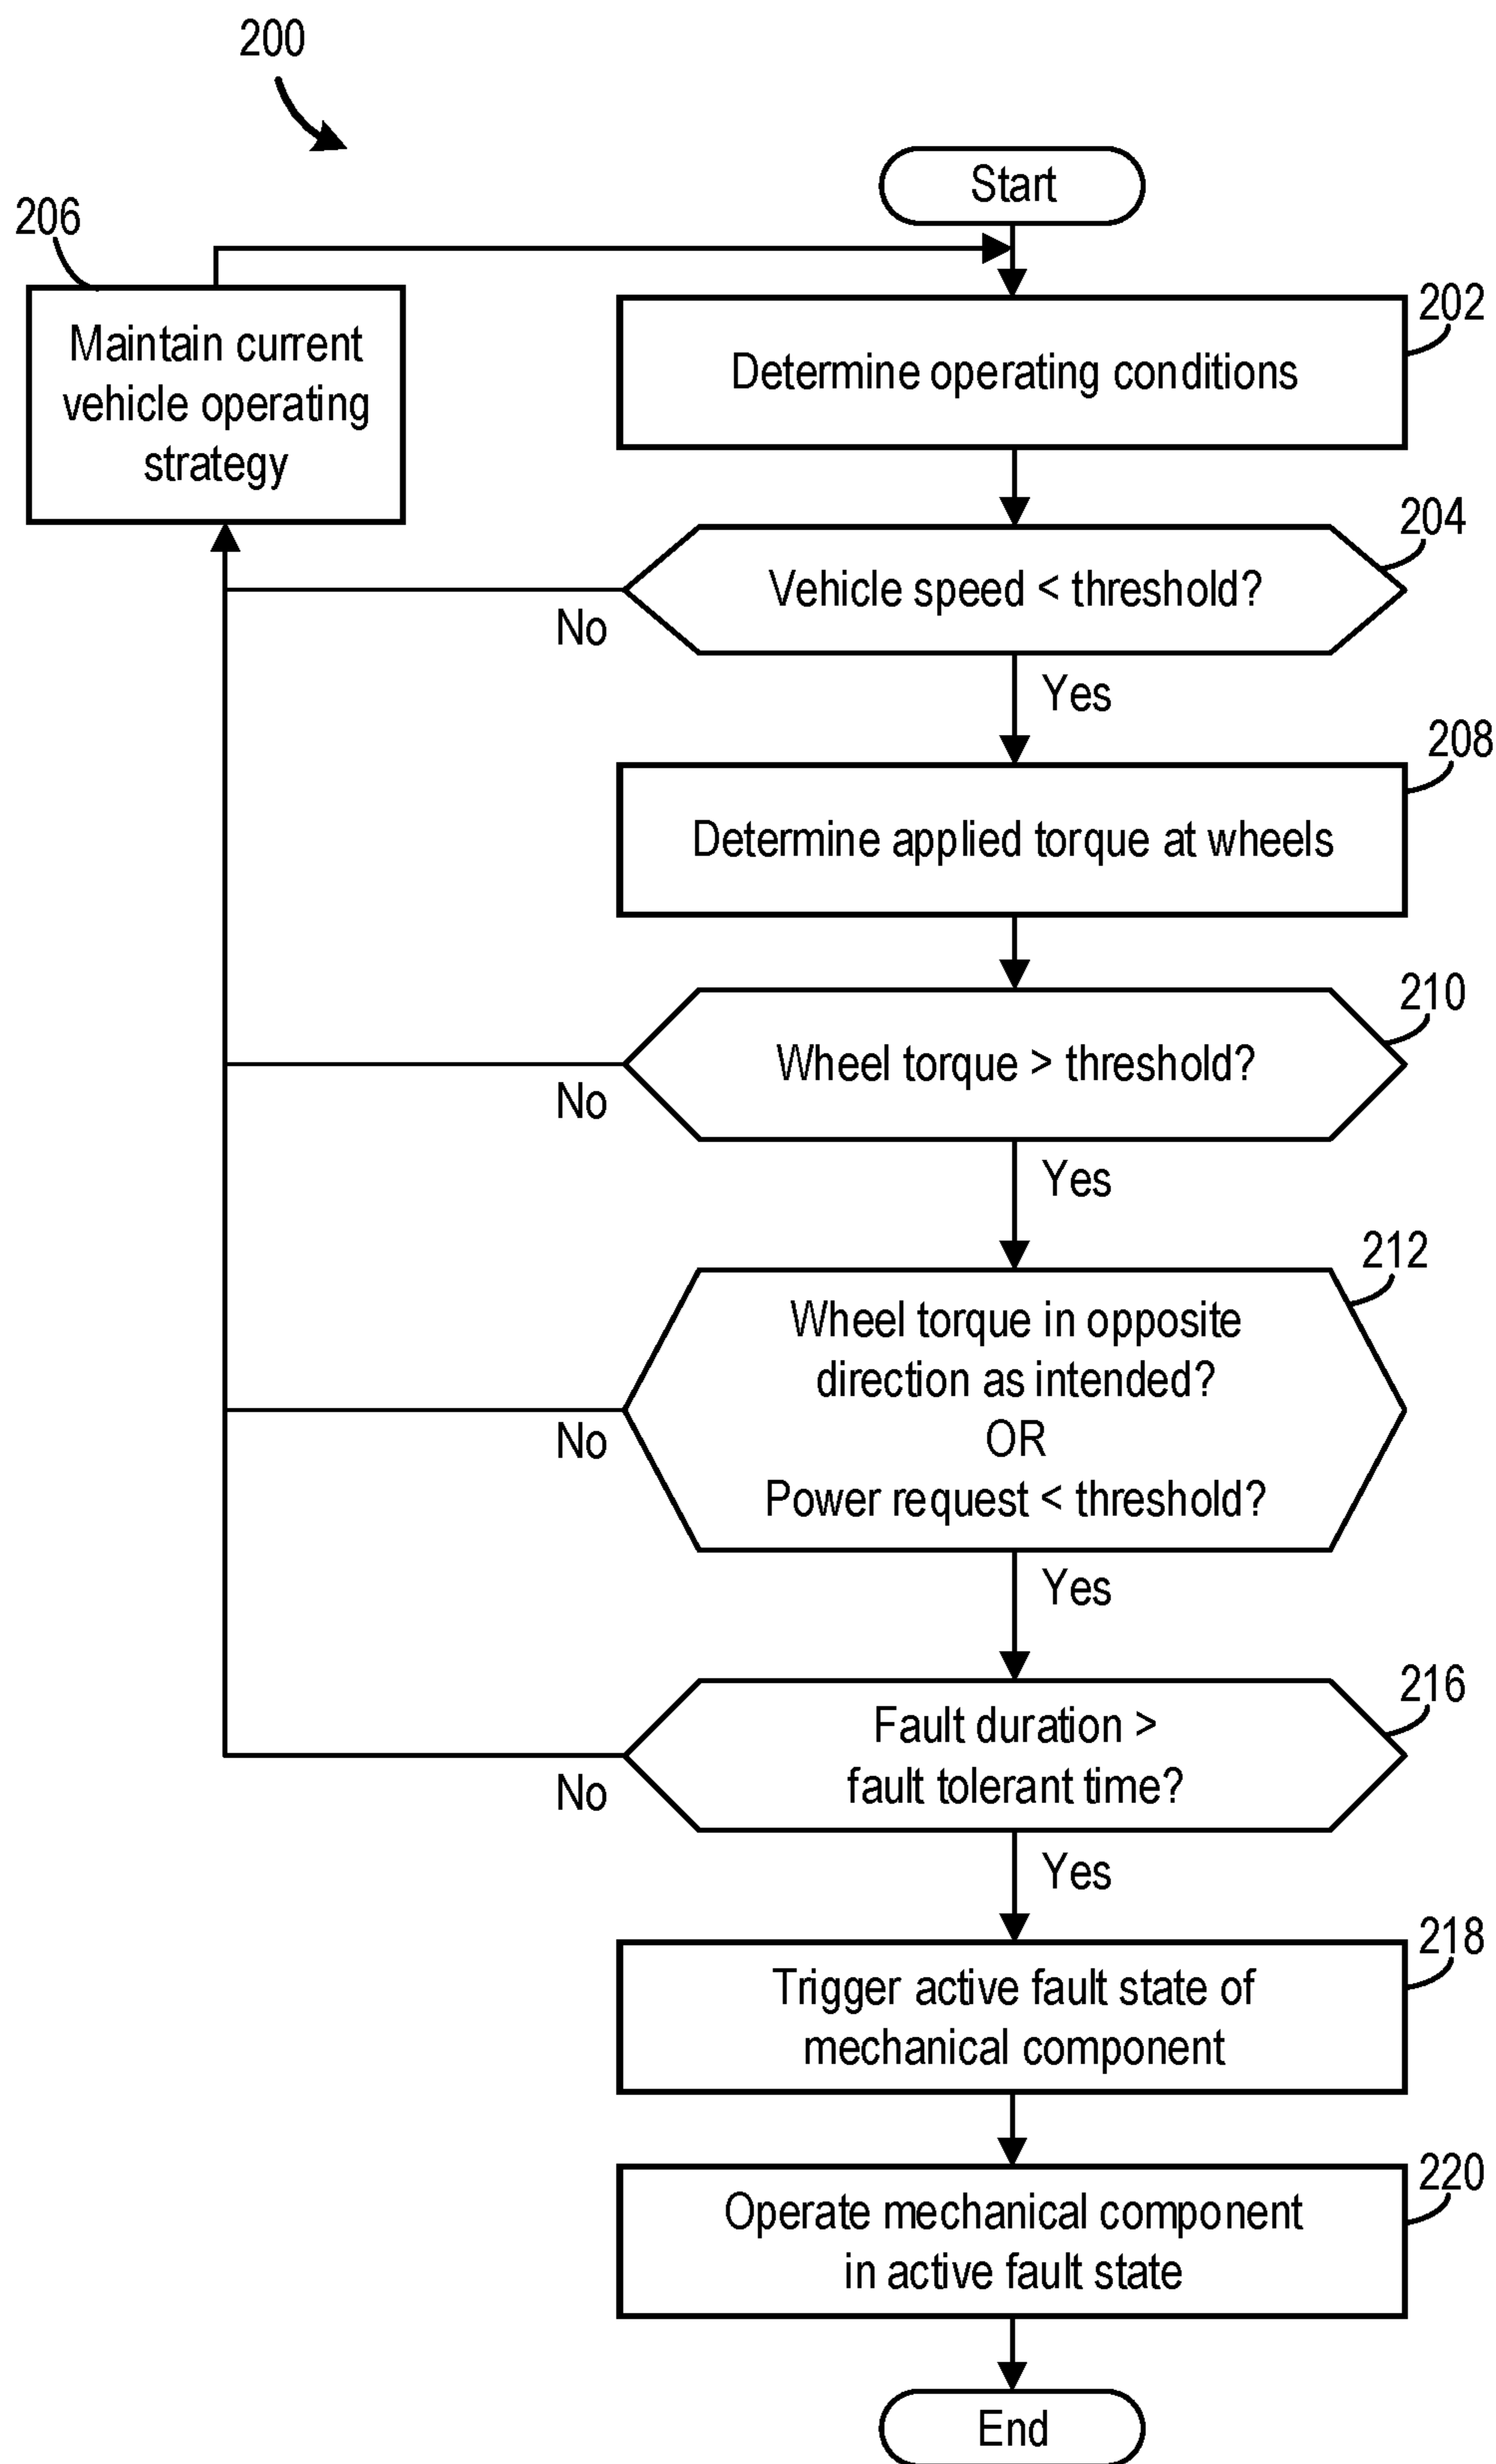 200
Start
206
Maintain current
vehicle operating
strategy
202
Determine operating conditions
204
Vehicle speed < threshold?
No
Yes
208
Determine applied torque at wheels
210
Wheel torque > threshold?
No
Yes
212
Wheel torque in opposite
direction as intended?
OR
Power request < threshold?
No
Yes
216
Fault duration >
fault tolerant time?
No
Yes
218
Trigger active fault state of
mechanical component
220
Operate mechanical component
in active fault state
End